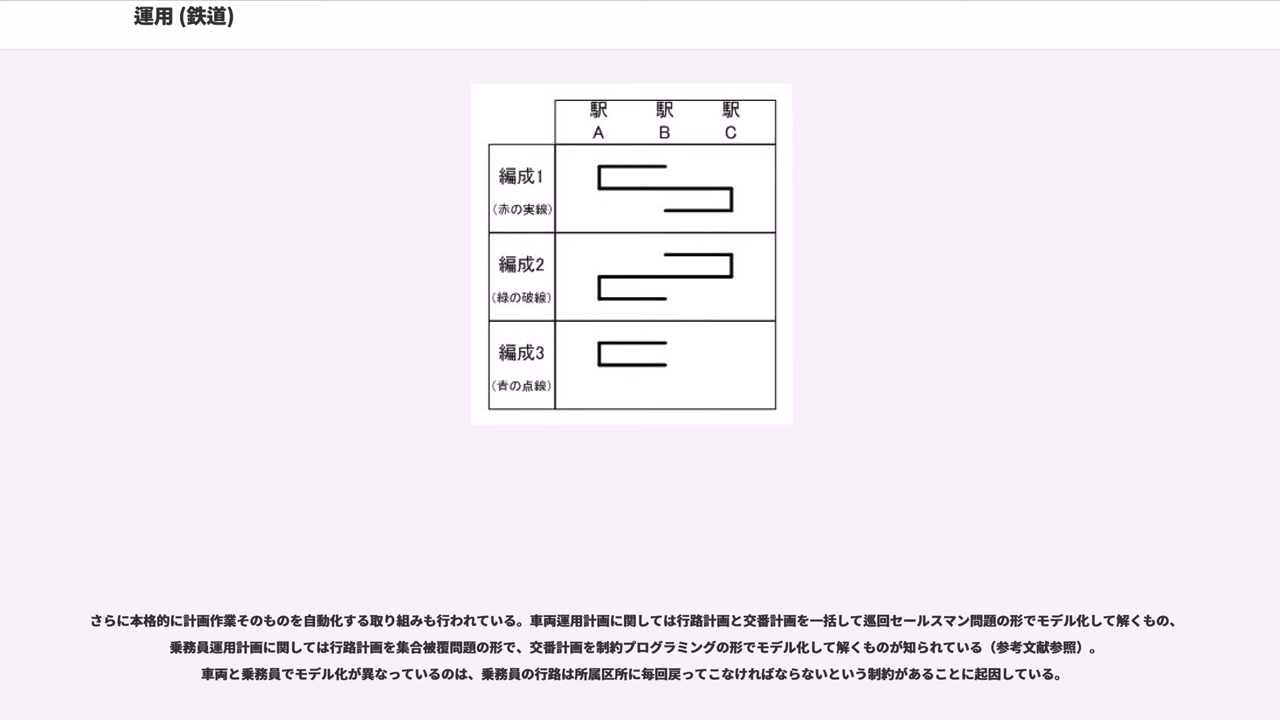 運用 (鉄道)
駅 駅 駅
A B C
編成1
(赤の実線)
編成2
(緑の破線)
編成3
(青の点線)
さらに本格的に計画作業そのものを自動化する取り組みも行われている。車両運用計画に関しては行路計画と交番計画を一括して巡回セールスマン問題の形でモデル化して解くもの、
乗務員運用計画に関しては行路計画を集合被覆問題の形で、交番計画を制約プログラミングの形でモデル化して解くものが知られている（参考文献参照）。
車両と乗務員でモデル化が異なっているのは、乗務員の行路は所属区所に毎回戻ってこなければならないという制約があることに起因している。